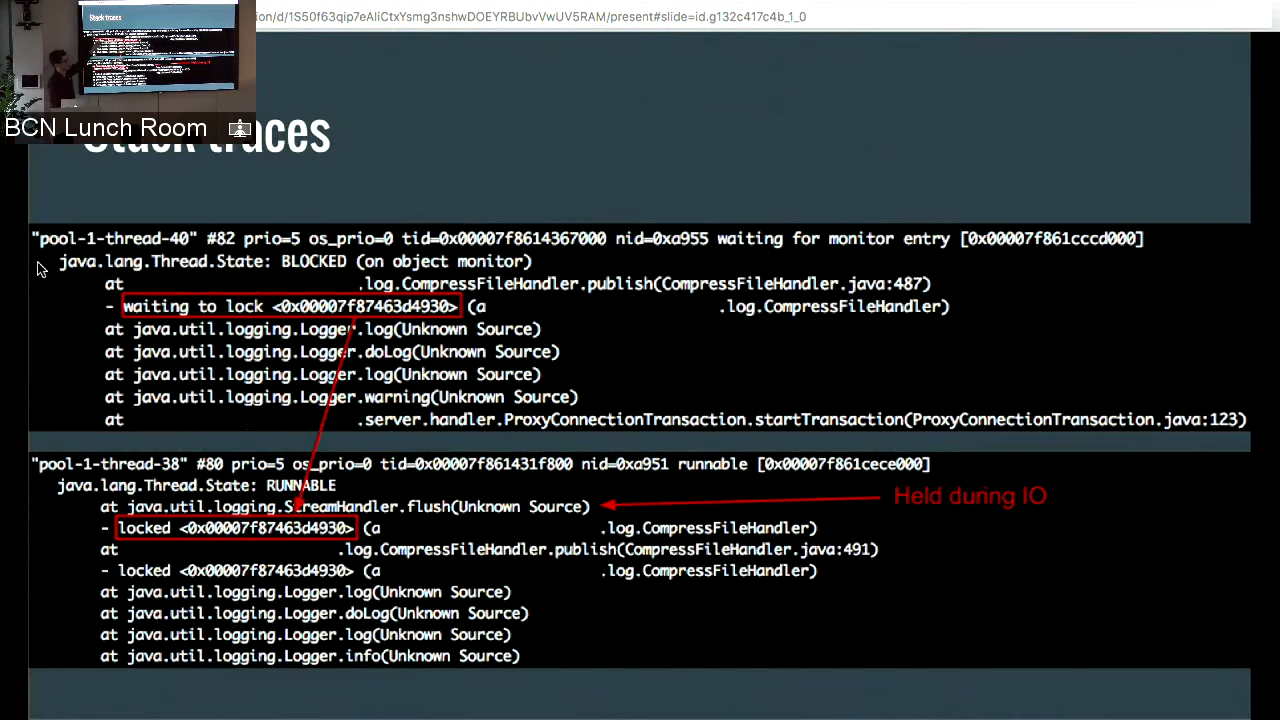 Stack traces
ion/d/1S50f63qip7eAliCtxYsmg3nshwDOEYRBUbvVwUV5RAM/present#slide=id.g137c417c4b_1_0
BCN Lunch Room
traces
"pool-1-thread-40" #82 prio=5 os_prio=0 tid=0x00007f8614367000 nid=0xa955 waiting for monitor entry [0x00007f861cccd000]
java.lang.Thread.State: BLOCKED (on object monitor)
at .log.CompressFileHandler.publish(CompressFileHandler.java:487)
- waiting to lock <0x00007f87463d4930> (a .log.CompressFileHandler)
at java.util.logging.Logger.log(Unknown Source)
at java.util.logging.Logger.doLog(Unknown Source)
at java.util.logging.Logger.log(Unknown Source)
at java.util.logging.Logger.warning(Unknown Source)
at .server.handler.ProxyConnectionTransaction.startTransaction(ProxyConnectionTransaction.java:123)
"pool-1-thread-38" #80 prio=5 os_prio=0 tid=0x00007f861431f800 nid=0xa951 runnable [0x00007f861cece000]
java.lang.Thread.State: RUNNABLE
at java.util.logging.StreamHandler.flush(Unknown Source)
Held during IO
- locked <0x00007f87463d4930> (a .log.CompressFileHandler)
at .log.CompressFileHandler.publish(CompressFileHandler.java:491)
- locked <0x00007f87463d4930> (a .log.CompressFileHandler)
at java.util.logging.Logger.log(Unknown Source)
at java.util.logging.Logger.doLog(Unknown Source)
at java.util.logging.Logger.log(Unknown Source)
at java.util.logging.Logger.info(Unknown Source)